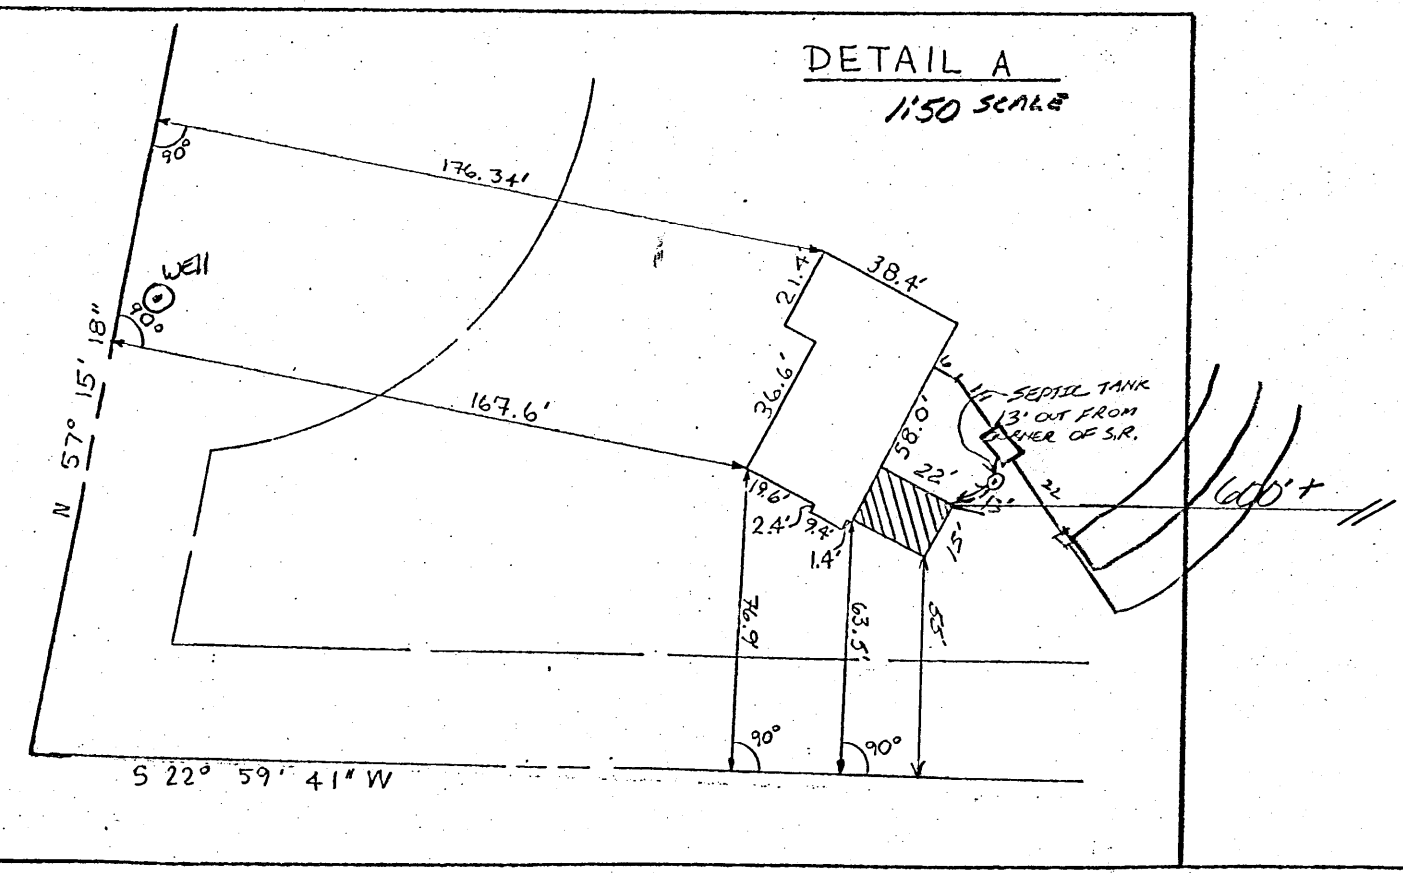 DETAIL A
1:50 SCALE
90°
176.34'
WEll
90°
N 57° 15' 18"
167.6'
21.4'
38.4'
36.6'
58.0'
6'
SEPTIC TANK
13' OUT FROM
CORNER OF S.R.
22'
22
13'
15'
600'+
19.6'
2.4'
9.4'
1.4'
76.9'
63.5'
55'
90°
90°
S 22° 59' 41" W